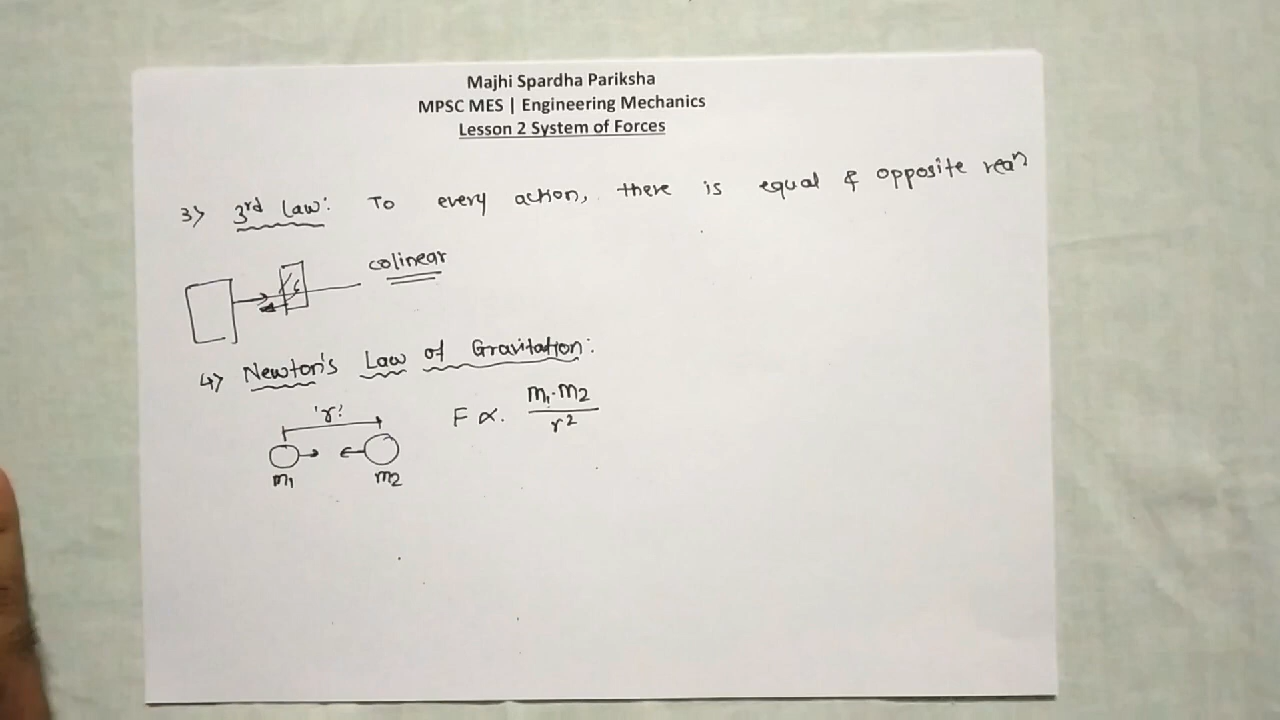 Majhi Spardha Pariksha
MPSC MES | Engineering Mechanics
Lesson 2 System of Forces
3> 3rd Law: To every action, there is equal & opposite reaⁿ
colinear
4> Newton's Law of Gravitation:
'r'
F ∝. m₁·m₂ / r²
m₁ m₂